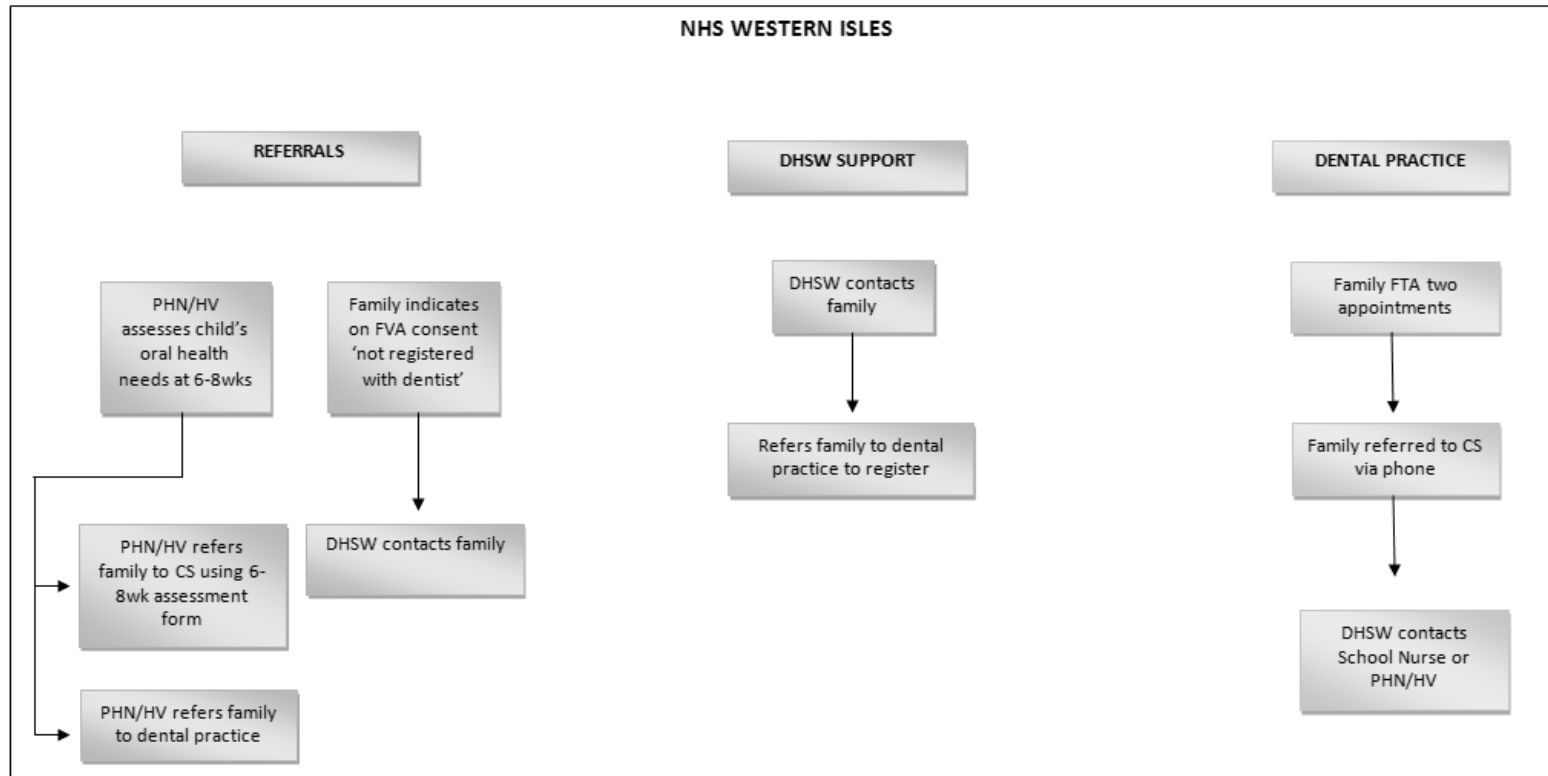 NHS WESTERN ISLES
REFERRALS
DHSW SUPPORT
DENTAL PRACTICE
PHN/HV
assesses child’s
oral health
needs at 6-8wks
Family indicates
on FVA consent
‘not registered
with dentist’
DHSW contacts
family
Family FTA two
appointments
Refers family to dental
practice to register
Family referred to CS
via phone
PHN/HV refers
family to CS using 6-
8wk assessment
form
DHSW contacts family
DHSW contacts
School Nurse or
PHN/HV
PHN/HV refers family
to dental practice